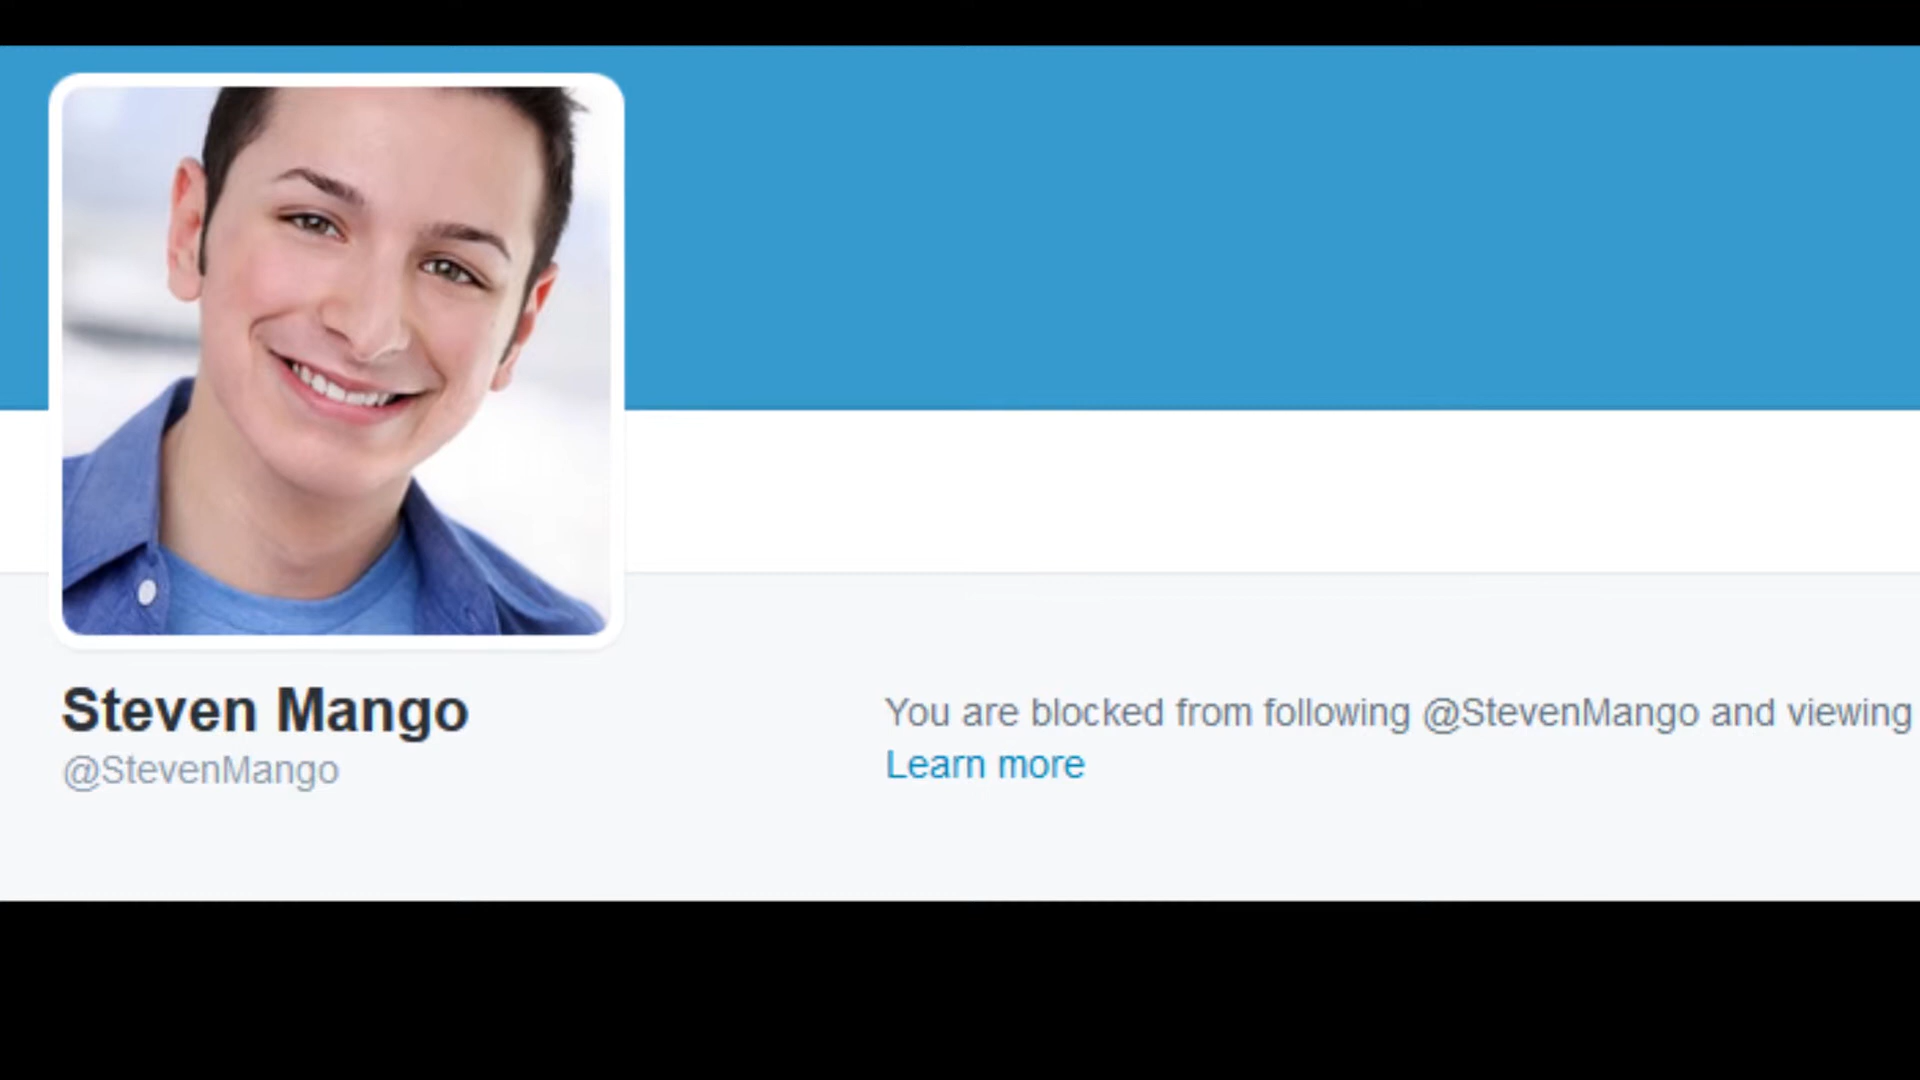 Steven Mango
@StevenMango
You are blocked from following @StevenMango and viewing
Learn more